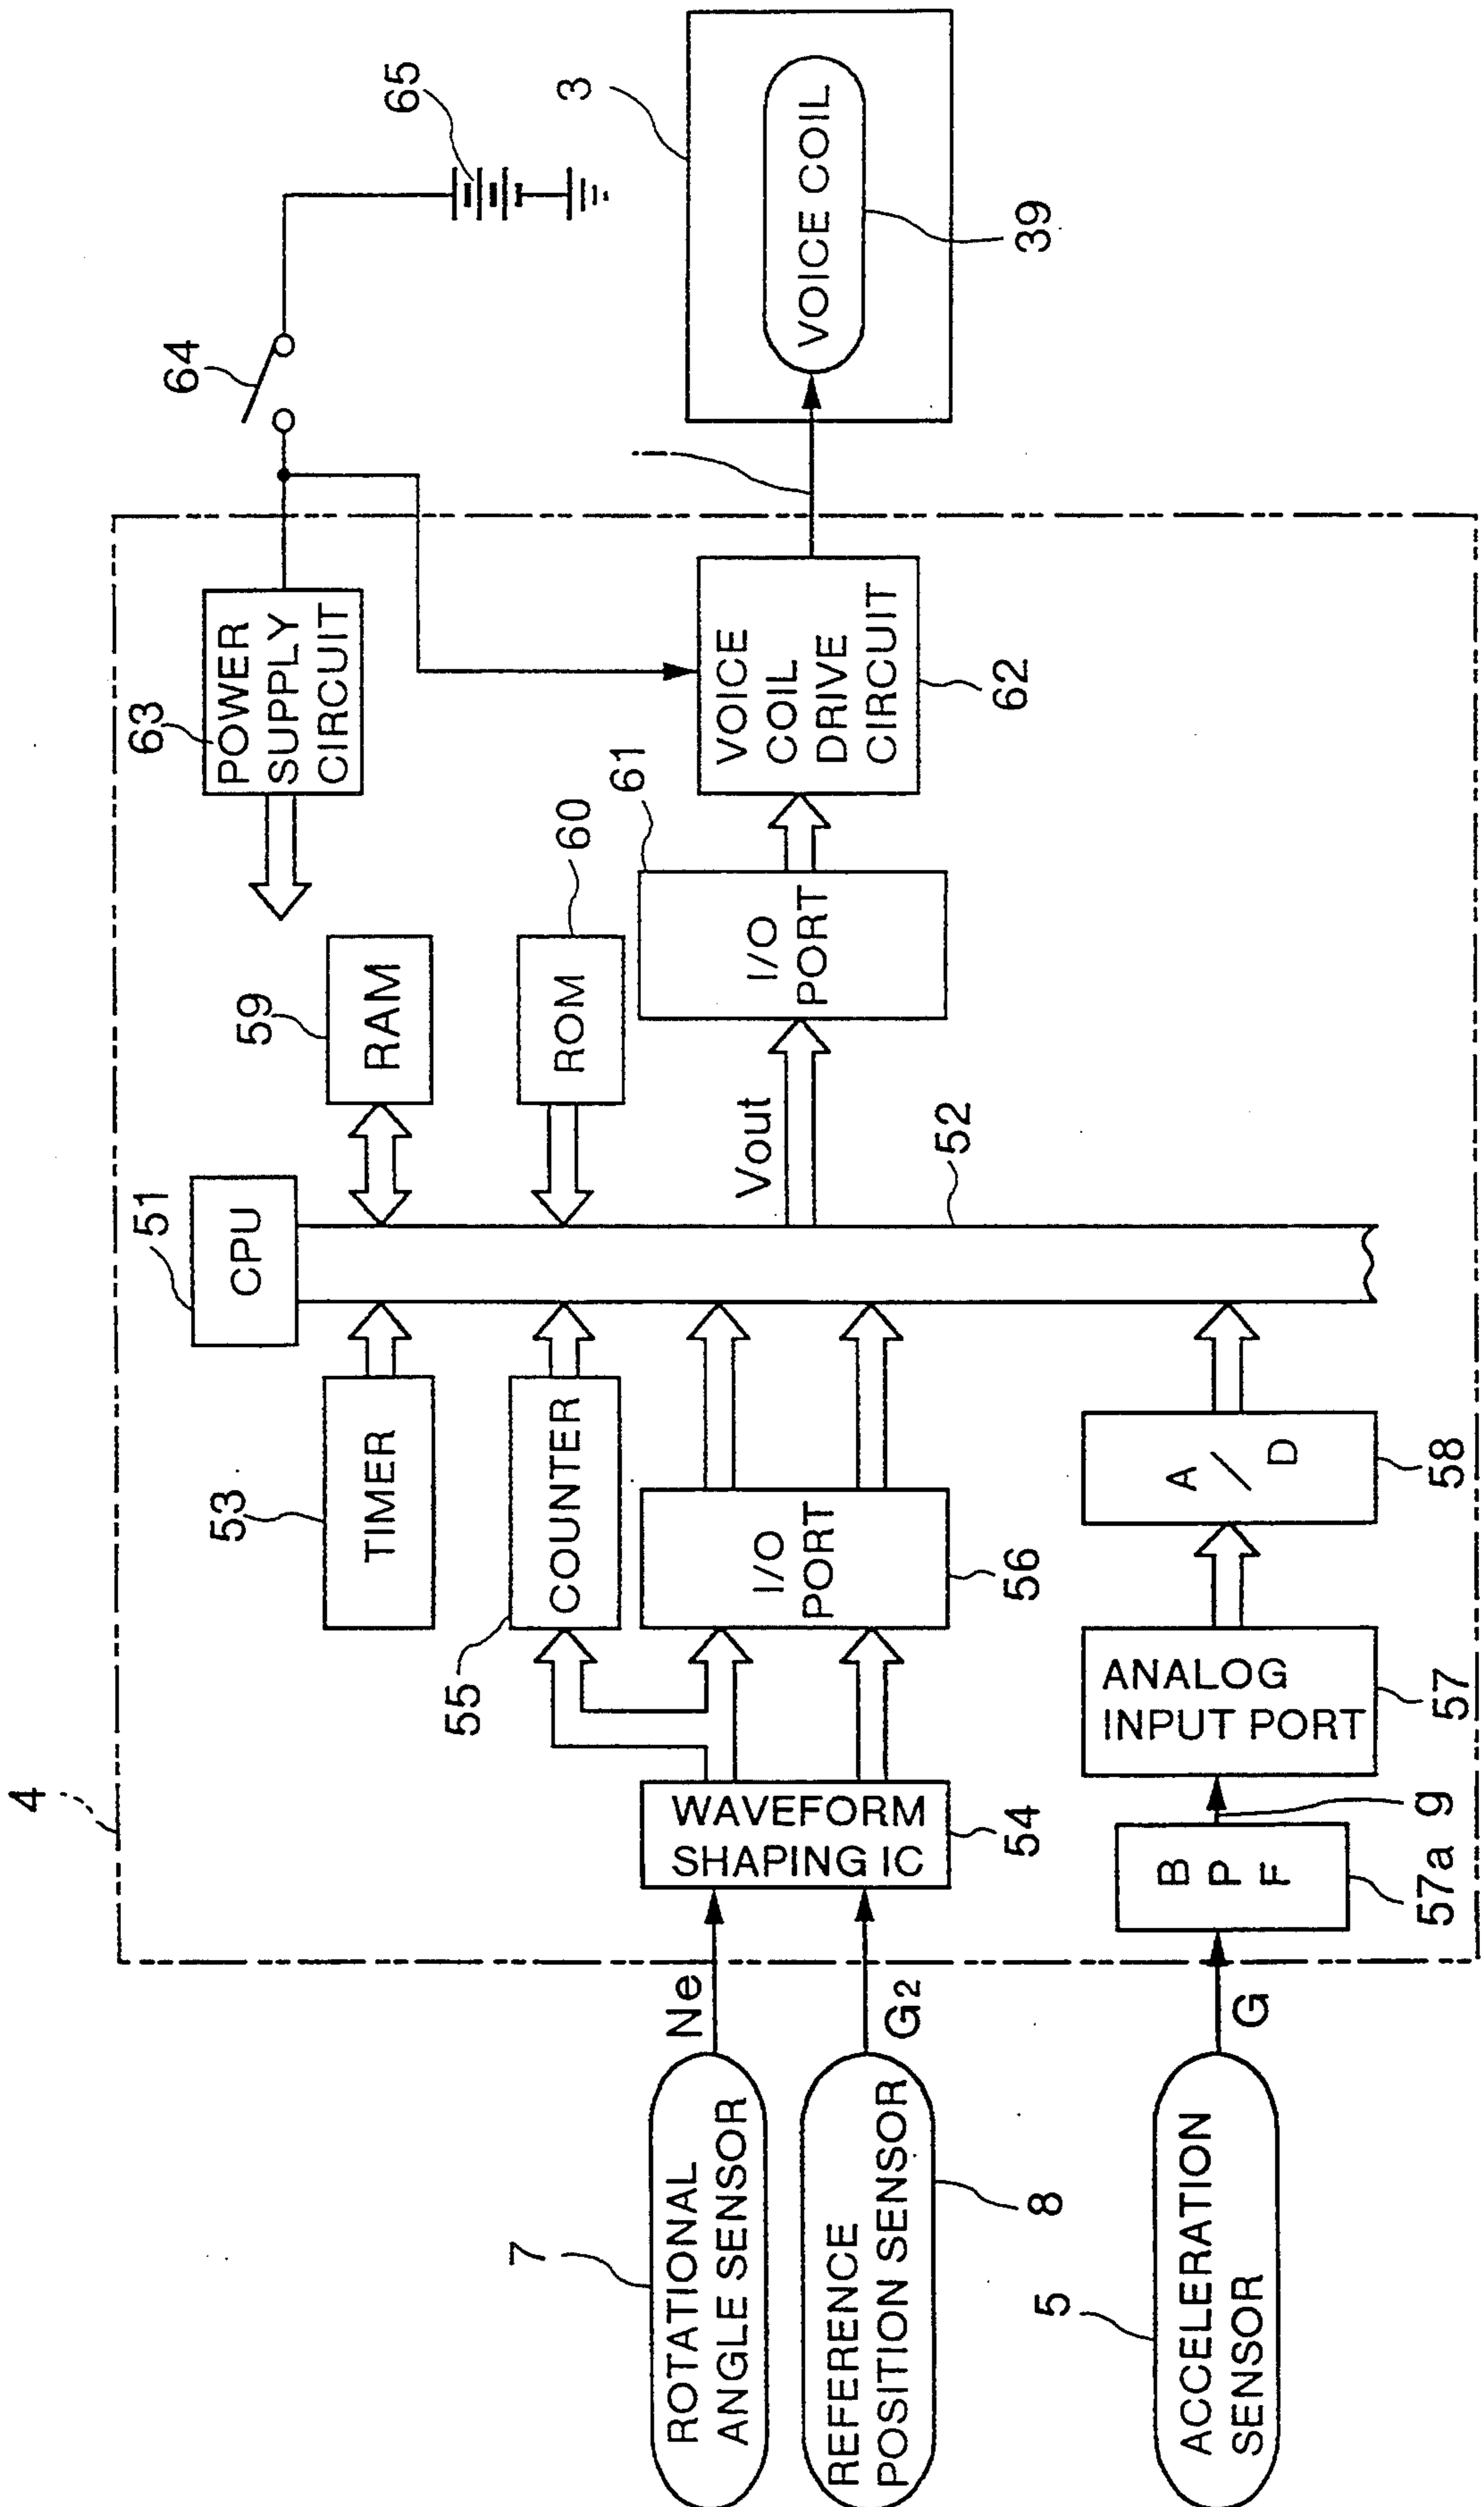 4
63
POWER
SUPPLY
CIRCUIT
64
65
51
CPU
53
TIMER
59
RAM
55
COUNTER
60
ROM
7
ROTATIONAL
ANGLE SENSOR
Ne
WAVEFORM
SHAPING IC
54
I/O
PORT
56
Vout
52
61
I/O
PORT
VOICE
COIL
DRIVE
CIRCUIT
62
i
3
VOICE COIL
39
REFERENCE
POSITION SENSOR
8
G2
5
ACCELERATION
SENSOR
G
B
P
F
57a
g
ANALOG
INPUT PORT
57
A
/
D
58